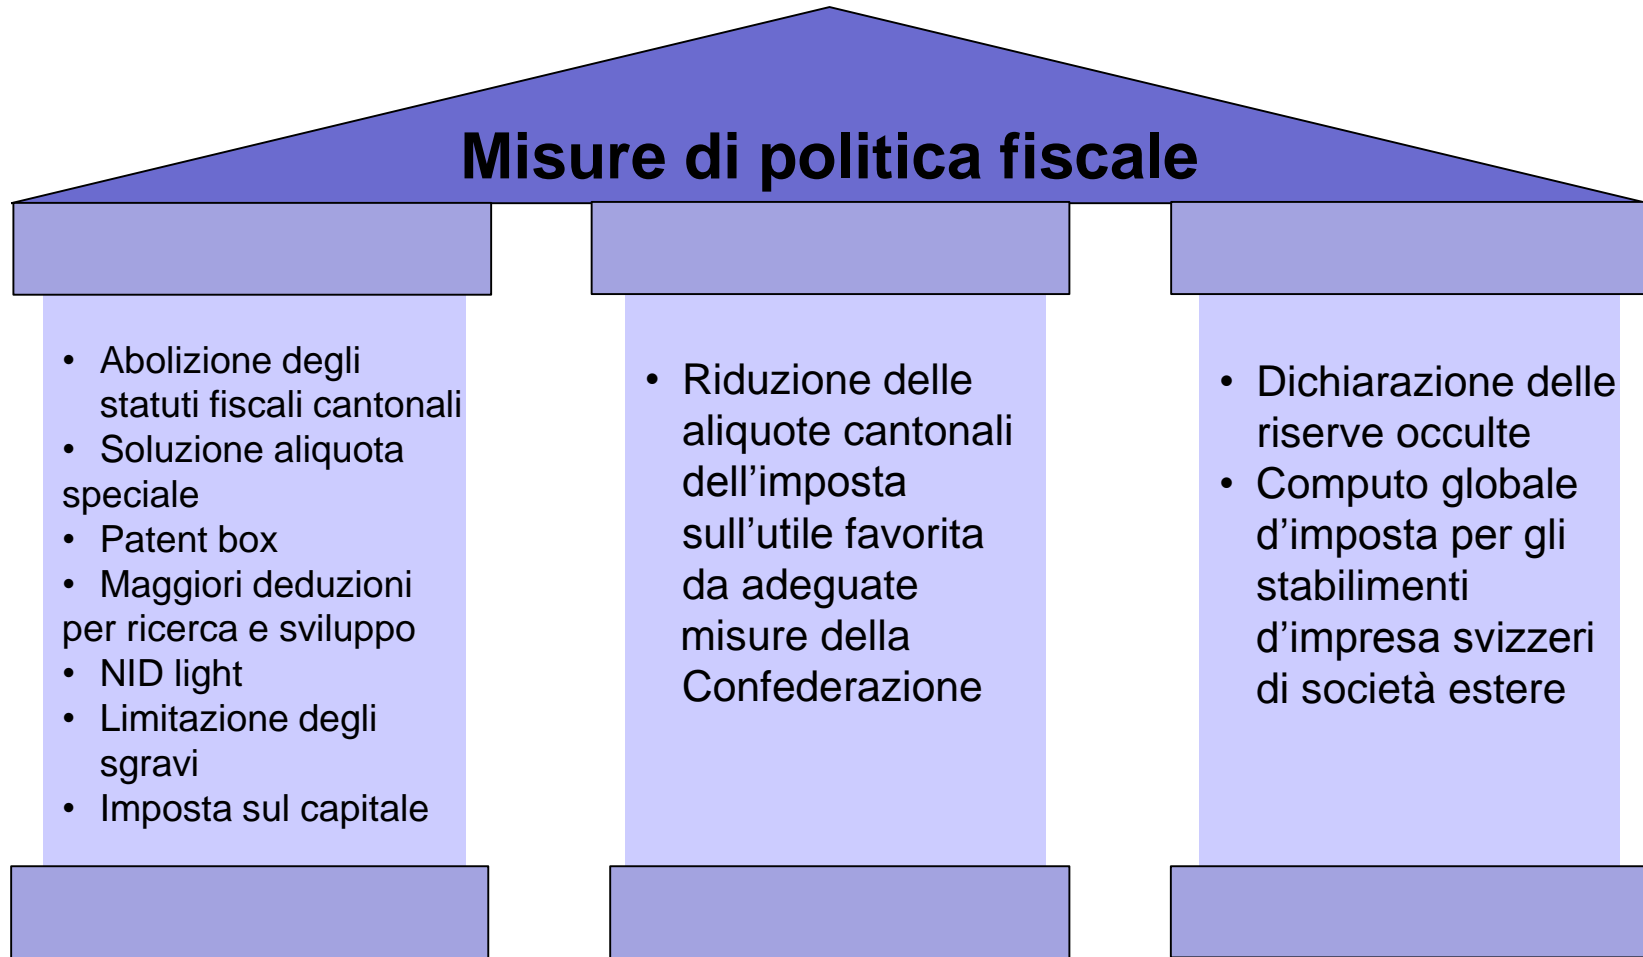 Misure di politica fiscale
• Abolizione degli
statuti fiscali cantonali
• Soluzione aliquota
speciale
• Patent box
• Maggiori deduzioni
per ricerca e sviluppo
• NID light
• Limitazione degli
sgravi
• Imposta sul capitale
• Riduzione delle
aliquote cantonali
dell’imposta
sull’utile favorita
da adeguate
misure della
Confederazione
• Dichiarazione delle
riserve occulte
• Computo globale
d’imposta per gli
stabilimenti
d’impresa svizzeri
di società estere